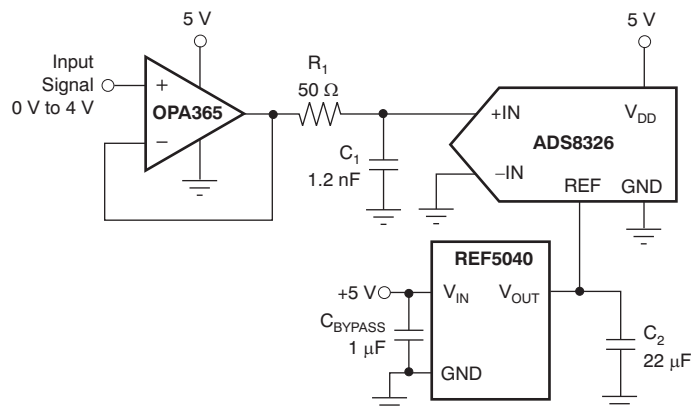 5 V
Input
Signal
0 V to 4 V
+
−
OPA365
R1
50 Ω
C1
1.2 nF
5 V
+IN
−IN
VDD
ADS8326
REF
GND
REF5040
+5 V
VIN
VOUT
CBYPASS
1 μF
GND
C2
22 μF